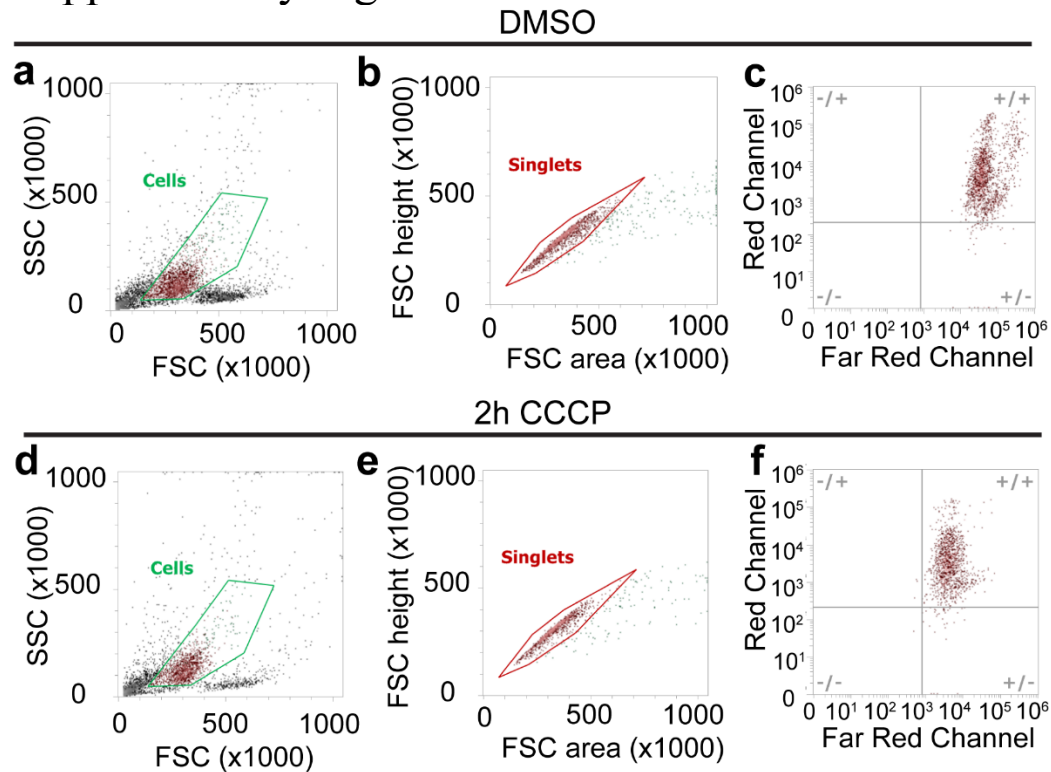 DMSO
a
SSC (x1000)
1000
500
0
Cells
0 500 1000
FSC (x1000)
b
FSC height (x1000)
1000
500
0
Singlets
0 500 1000
FSC area (x1000)
c
Red Channel
10⁶
10⁵
10⁴
10³
10²
10¹
0
-/+ +/+
-/- +/-
0 10¹ 10² 10³ 10⁴ 10⁵ 10⁶
Far Red Channel
2h CCCP
d
SSC (x1000)
1000
500
0
Cells
0 500 1000
FSC (x1000)
e
FSC height (x1000)
1000
500
0
Singlets
0 500 1000
FSC area (x1000)
f
Red Channel
10⁶
10⁵
10⁴
10³
10²
10¹
0
-/+ +/+
-/- +/-
0 10¹ 10² 10³ 10⁴ 10⁵ 10⁶
Far Red Channel